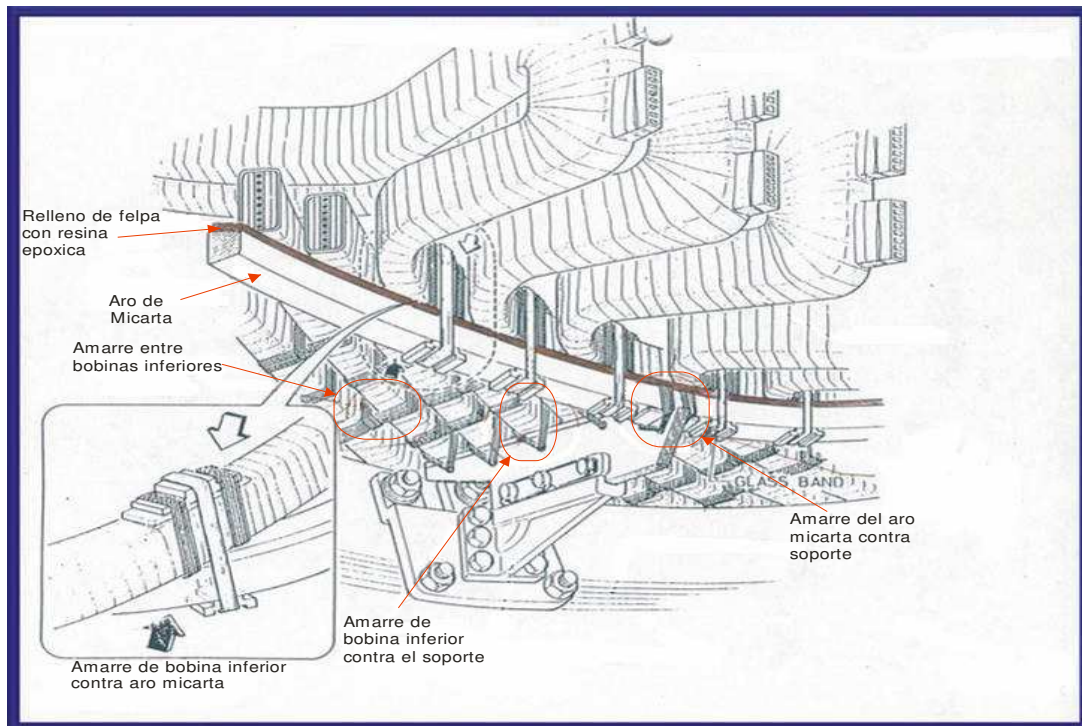 Relleno de felpa
con resina
epoxica
Aro de
Micarta
Amarre entre
bobinas inferiores
GLASS BAND
Amarre del aro
micarta contra
soporte
Amarre de
bobina inferior
contra el soporte
Amarre de bobina inferior
contra aro micarta